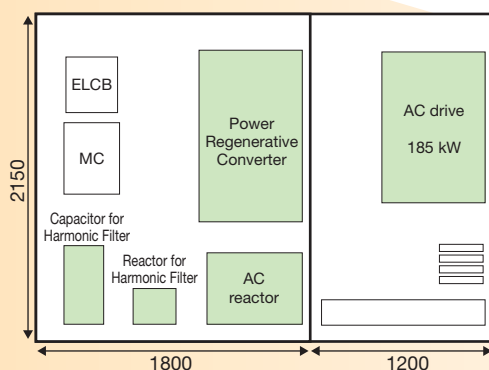 ELCB
MC
Power
Regenerative
Converter
AC drive
185 kW
2150
Capacitor for
Harmonic Filter
Reactor for
Harmonic Filter
AC
reactor
1800
1200